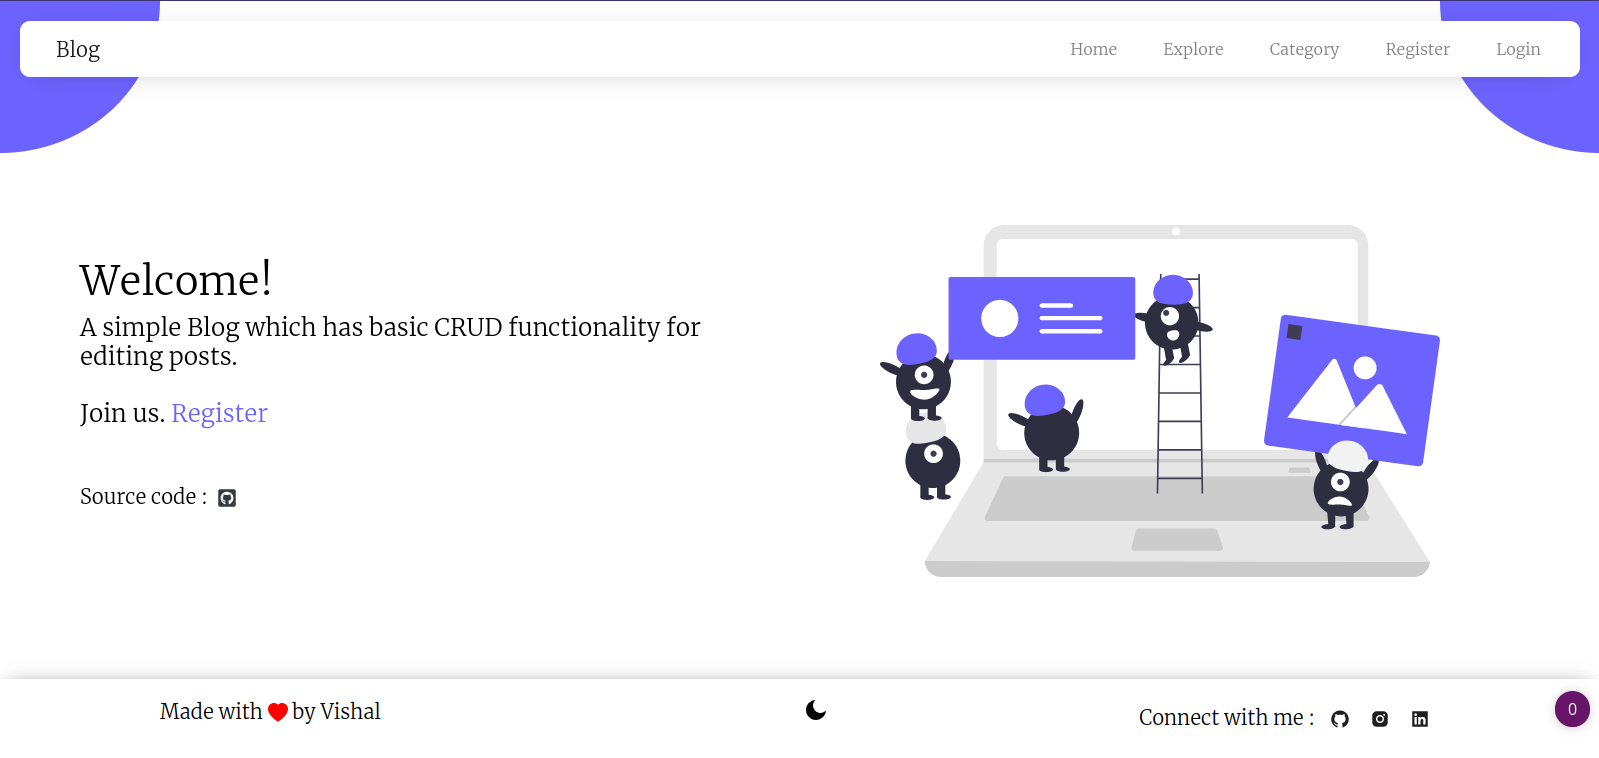 Blog
Home
Explore
Category
Register
Login
Welcome!
A simple Blog which has basic CRUD functionality for
editing posts.
Join us. Register
Source code :
Made with by Vishal
Connect with me :
0